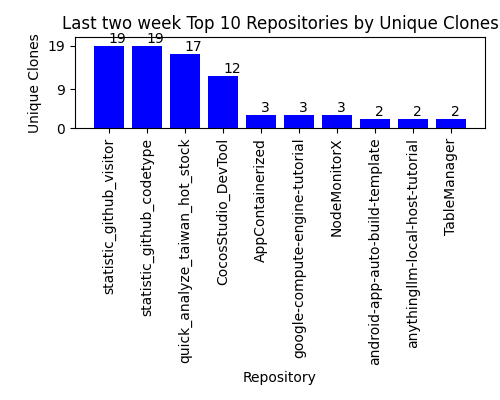 Last two week Top 10 Repositories by Unique Clones
Unique Clones
19
9
0
19
19
17
12
3
3
3
2
2
2
statistic_github_visitor
statistic_github_codetype
quick_analyze_taiwan_hot_stock
CocosStudio_DevTool
AppContainerized
google-compute-engine-tutorial
NodeMonitorX
android-app-auto-build-template
anythingllm-local-host-tutorial
TableManager
Repository